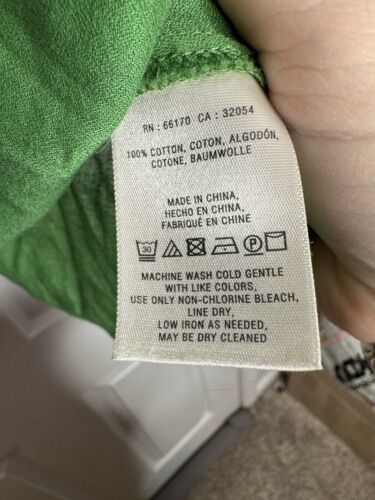 RN : 66170 CA : 32054
100% COTTON, COTON, ALGODÓN,
COTONE, BAUMWOLLE
MADE IN CHINA,
HECHO EN CHINA,
FABRIQUÉ EN CHINE
30 P
MACHINE WASH COLD GENTLE
WITH LIKE COLORS,
USE ONLY NON-CHLORINE BLEACH,
LINE DRY,
LOW IRON AS NEEDED,
MAY BE DRY CLEANED